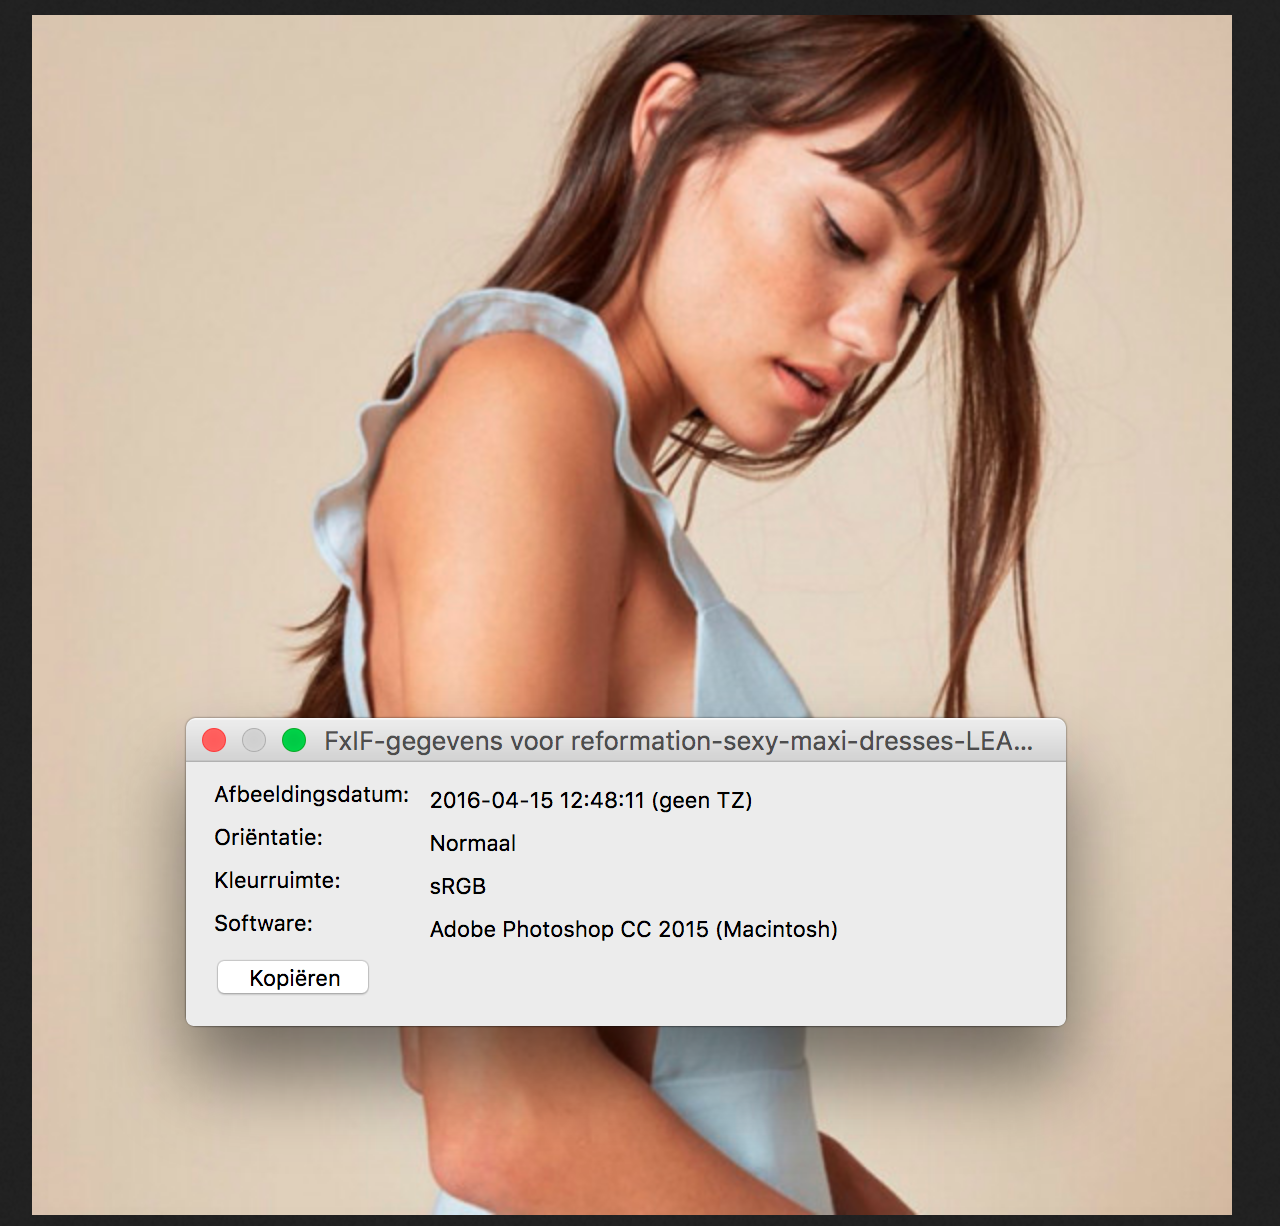 FxIF-gegevens voor reformation-sexy-maxi-dresses-LEA...
Afbeeldingsdatum: 2016-04-15 12:48:11 (geen TZ)
Oriëntatie: Normaal
Kleurruimte: sRGB
Software: Adobe Photoshop CC 2015 (Macintosh)
Kopiëren